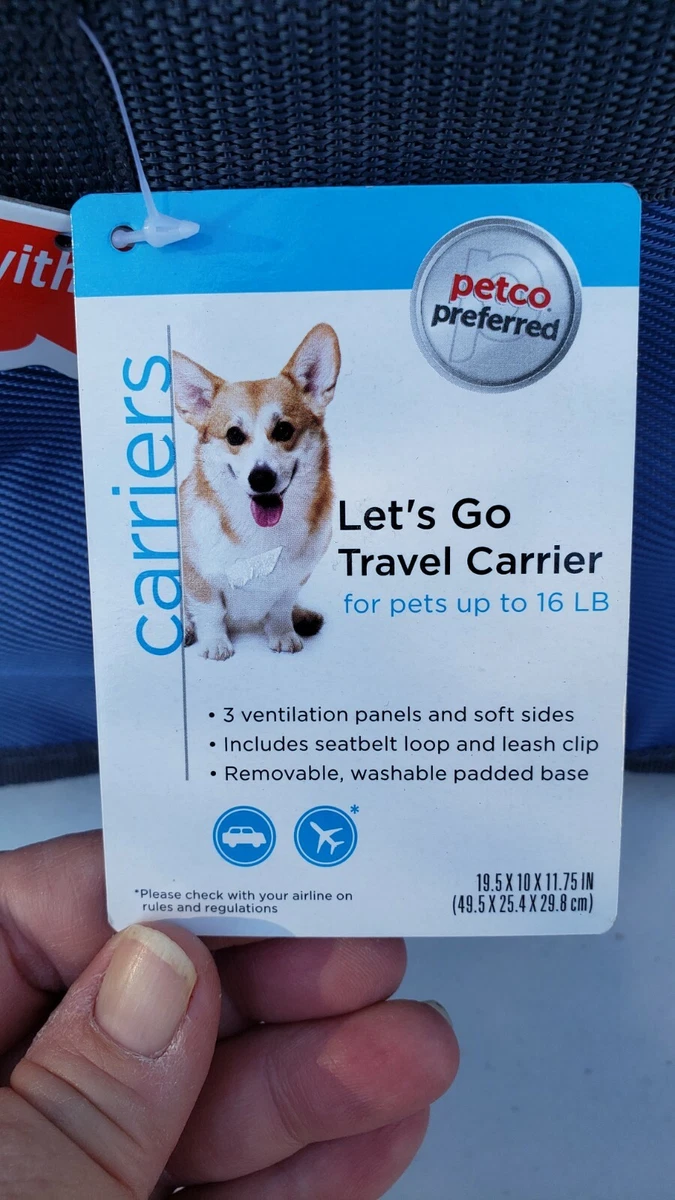 with
petco
preferred
carriers
Let's Go
Travel Carrier
for pets up to 16 LB
• 3 ventilation panels and soft sides
• Includes seatbelt loop and leash clip
• Removable, washable padded base
*
*Please check with your airline on
rules and regulations
19.5 X 10 X 11.75 IN
(49.5 X 25.4 X 29.8 cm)